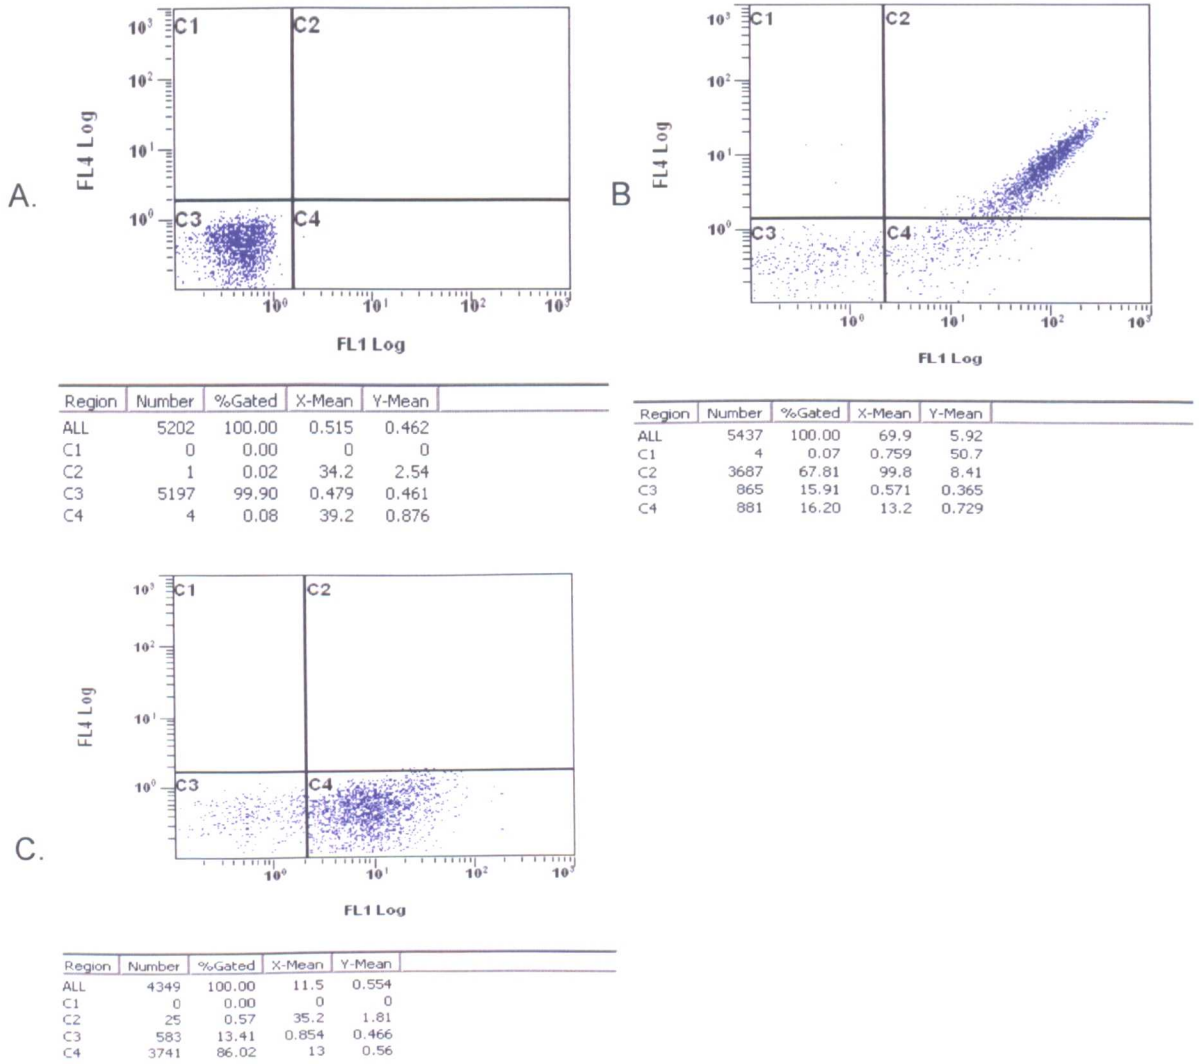 A.
FL4 Log
10³
10²
10¹
10⁰
C1 C2
C3 C4
10⁰ 10¹ 10² 10³
FL1 Log
Region Number %Gated X-Mean Y-Mean
ALL 5202 100.00 0.515 0.462
C1 0 0.00 0 0
C2 1 0.02 34.2 2.54
C3 5197 99.90 0.479 0.461
C4 4 0.08 39.2 0.876
B
FL4 Log
10³
10²
10¹
10⁰
C1 C2
C3 C4
10⁰ 10¹ 10² 10³
FL1 Log
Region Number %Gated X-Mean Y-Mean
ALL 5437 100.00 69.9 5.92
C1 4 0.07 0.759 50.7
C2 3687 67.81 99.8 8.41
C3 865 15.91 0.571 0.365
C4 881 16.20 13.2 0.729
C.
FL4 Log
10³
10²
10¹
10⁰
C1 C2
C3 C4
10⁰ 10¹ 10² 10³
FL1 Log
Region Number %Gated X-Mean Y-Mean
ALL 4349 100.00 11.5 0.554
C1 0 0.00 0 0
C2 25 0.57 35.2 1.81
C3 583 13.41 0.854 0.466
C4 3741 86.02 13 0.56